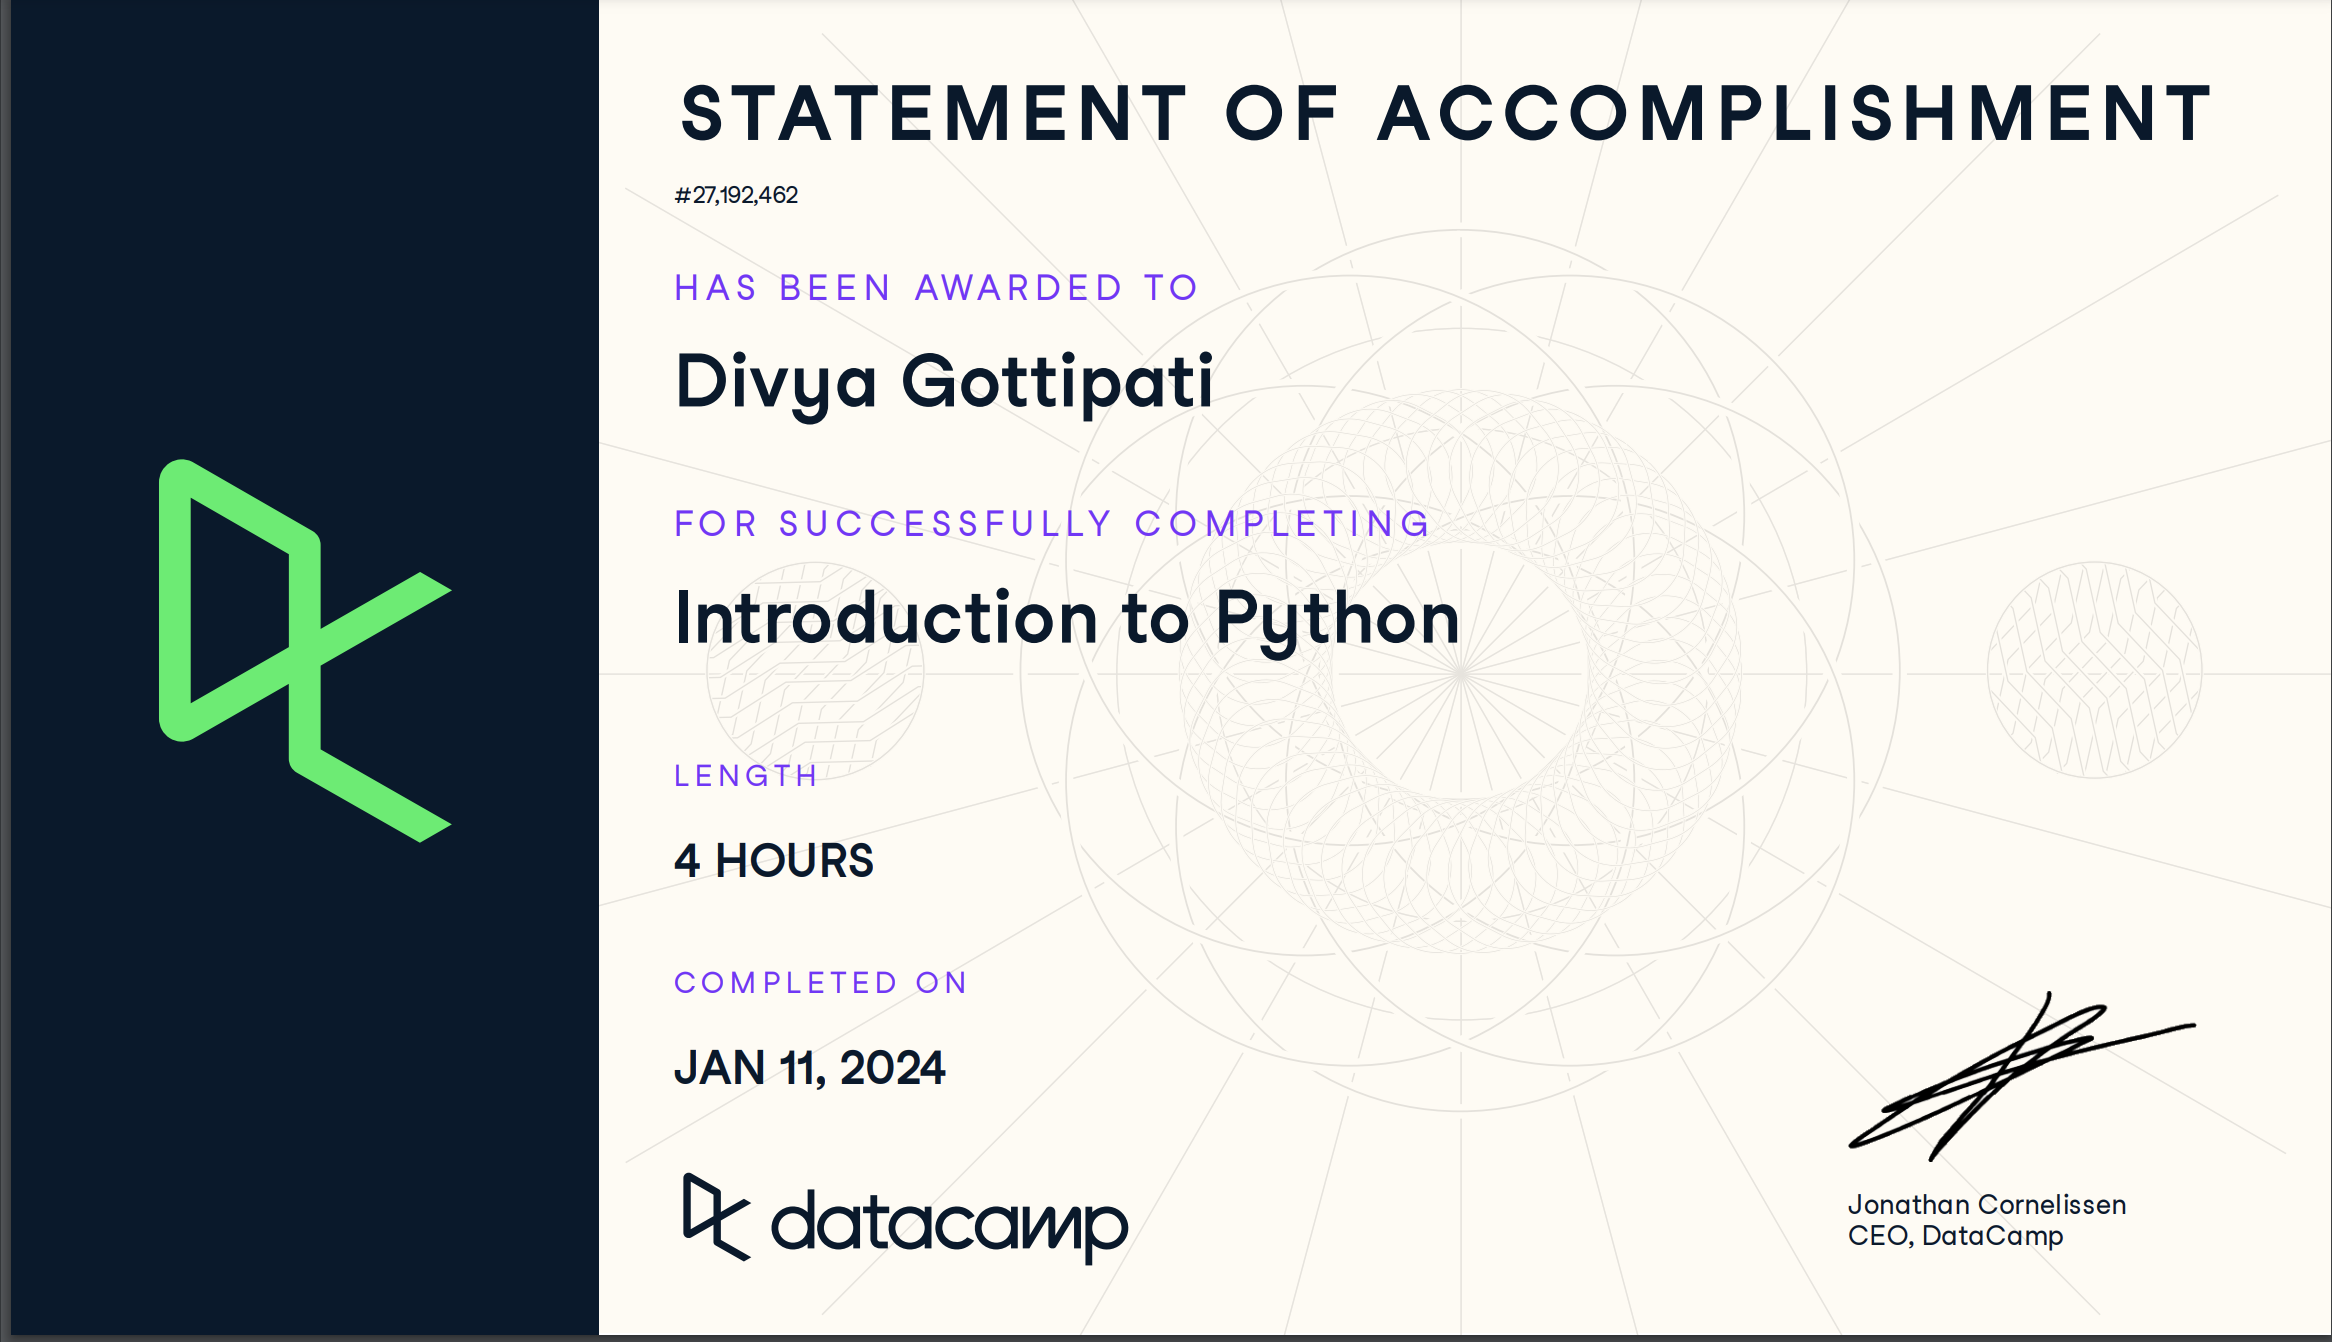 STATEMENT OF ACCOMPLISHMENT
#27,192,462
HAS BEEN AWARDED TO
Divya Gottipati
FOR SUCCESSFULLY COMPLETING
Introduction to Python
LENGTH
4 HOURS
COMPLETED ON
JAN 11, 2024
datacamp
Jonathan Cornelissen
CEO, DataCamp